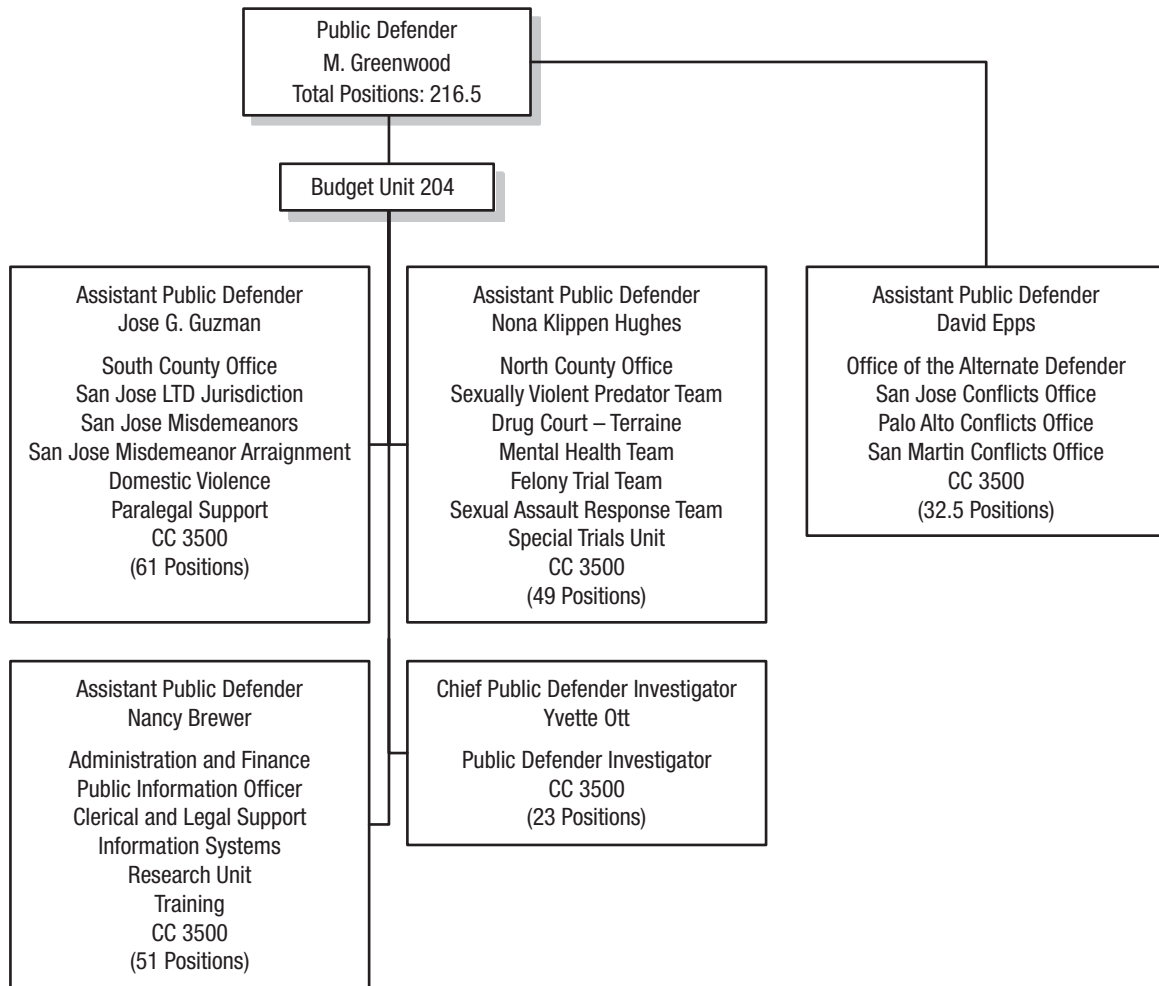 Public Defender
M. Greenwood
Total Positions: 216.5
Budget Unit 204
Assistant Public Defender
Jose G. Guzman
South County Office
San Jose LTD Jurisdiction
San Jose Misdemeanors
San Jose Misdemeanor Arraignment
Domestic Violence
Paralegal Support
CC 3500
(61 Positions)
Assistant Public Defender
Nona Klippen Hughes
North County Office
Sexually Violent Predator Team
Drug Court – Terraine
Mental Health Team
Felony Trial Team
Sexual Assault Response Team
Special Trials Unit
CC 3500
(49 Positions)
Assistant Public Defender
David Epps
Office of the Alternate Defender
San Jose Conflicts Office
Palo Alto Conflicts Office
San Martin Conflicts Office
CC 3500
(32.5 Positions)
Assistant Public Defender
Nancy Brewer
Administration and Finance
Public Information Officer
Clerical and Legal Support
Information Systems
Research Unit
Training
CC 3500
(51 Positions)
Chief Public Defender Investigator
Yvette Ott
Public Defender Investigator
CC 3500
(23 Positions)